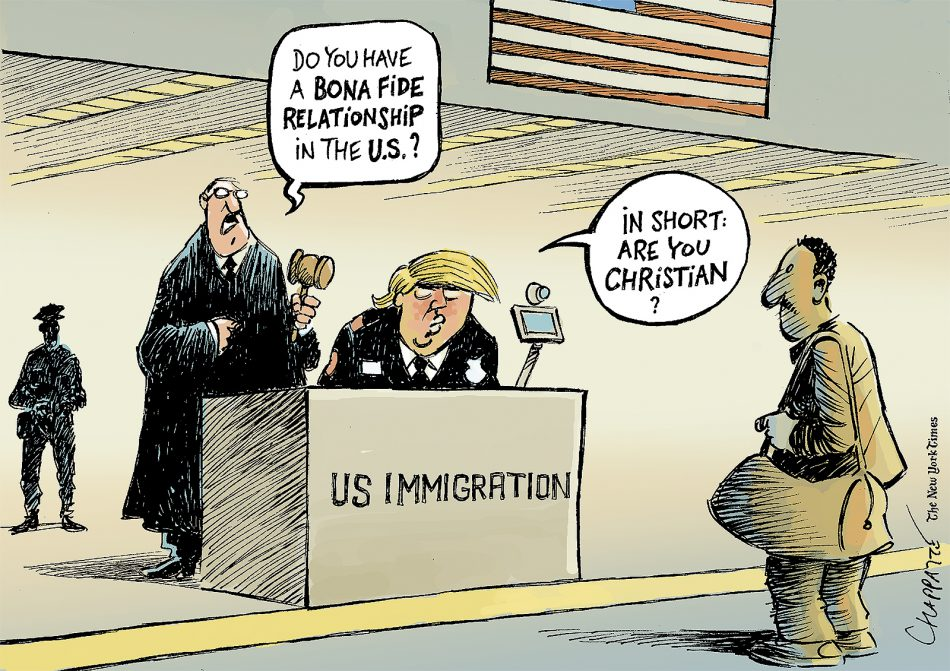 DO YOU HAVE
A BONA FIDE
RELATIONSHIP
IN THE U.S.?
IN SHORT:
ARE YOU
CHRISTIAN
?
US IMMIGRATION
CHAPPATTE
The New York Times